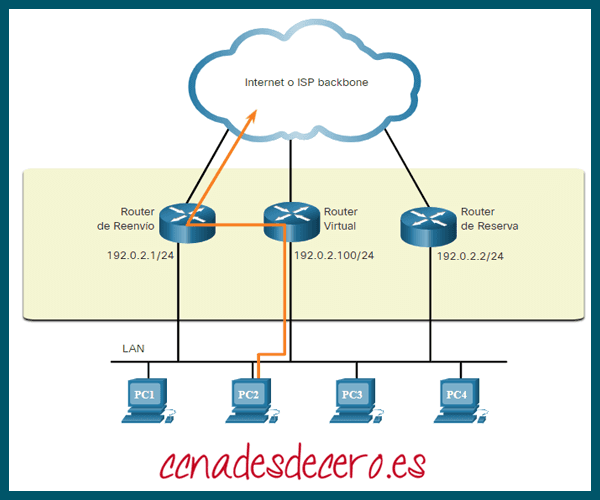 Internet o ISP backbone
Router
de Reenvío
Router
Virtual
Router
de Reserva
192.0.2.1/24
192.0.2.100/24
192.0.2.2/24
LAN
PC1
PC2
PC3
PC4
ccnadesdecero.es